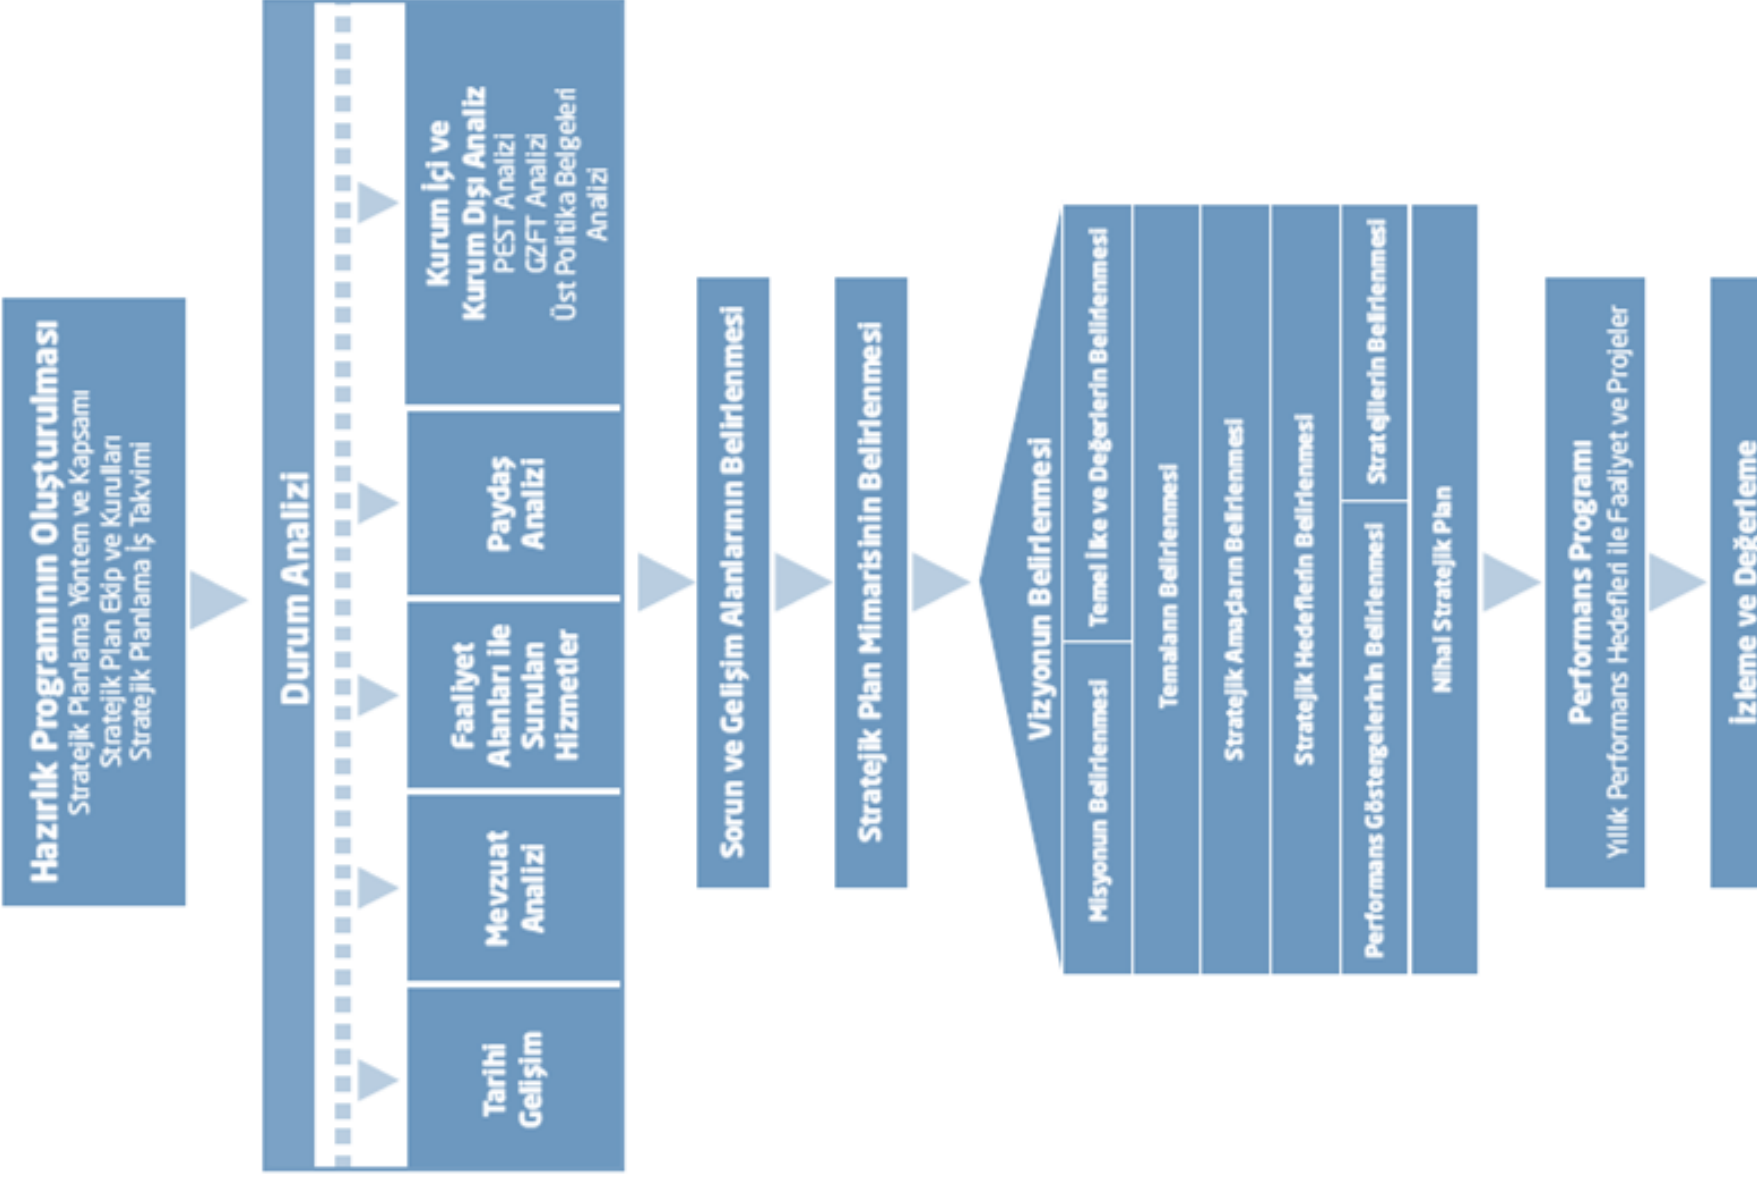 Hazırlık Programının Oluşturulması
Stratejik Planlama Yöntem ve Kapsamı
Stratejik Plan Ekip ve Kurulları
Stratejik Planlama İş Takvimi
Durum Analizi
Tarihi
Gelişim
Mevzuat
Analizi
Faaliyet
Alanları ile
Sunulan
Hizmetler
Paydaş
Analizi
Kurum İçi ve
Kurum Dışı Analiz
PEST Analizi
GZFT Analizi
Üst Politika Belgeleri
Analizi
Sorun ve Gelişim Alanlarının Belirlenmesi
Stratejik Plan Mimarisinin Belirlenmesi
Vizyonun Belirlenmesi
Misyonun Belirlenmesi
Temel İlke ve Değerlerin Belirlenmesi
Temaların Belirlenmesi
Stratejik Amaçların Belirlenmesi
Stratejik Hedeflerin Belirlenmesi
Performans Göstergelerinin Belirlenmesi
Stratejilerin Belirlenmesi
Nihai Stratejik Plan
Performans Programı
Yıllık Performans Hedefleri ile Faaliyet ve Projeler
İzleme ve Değerleme